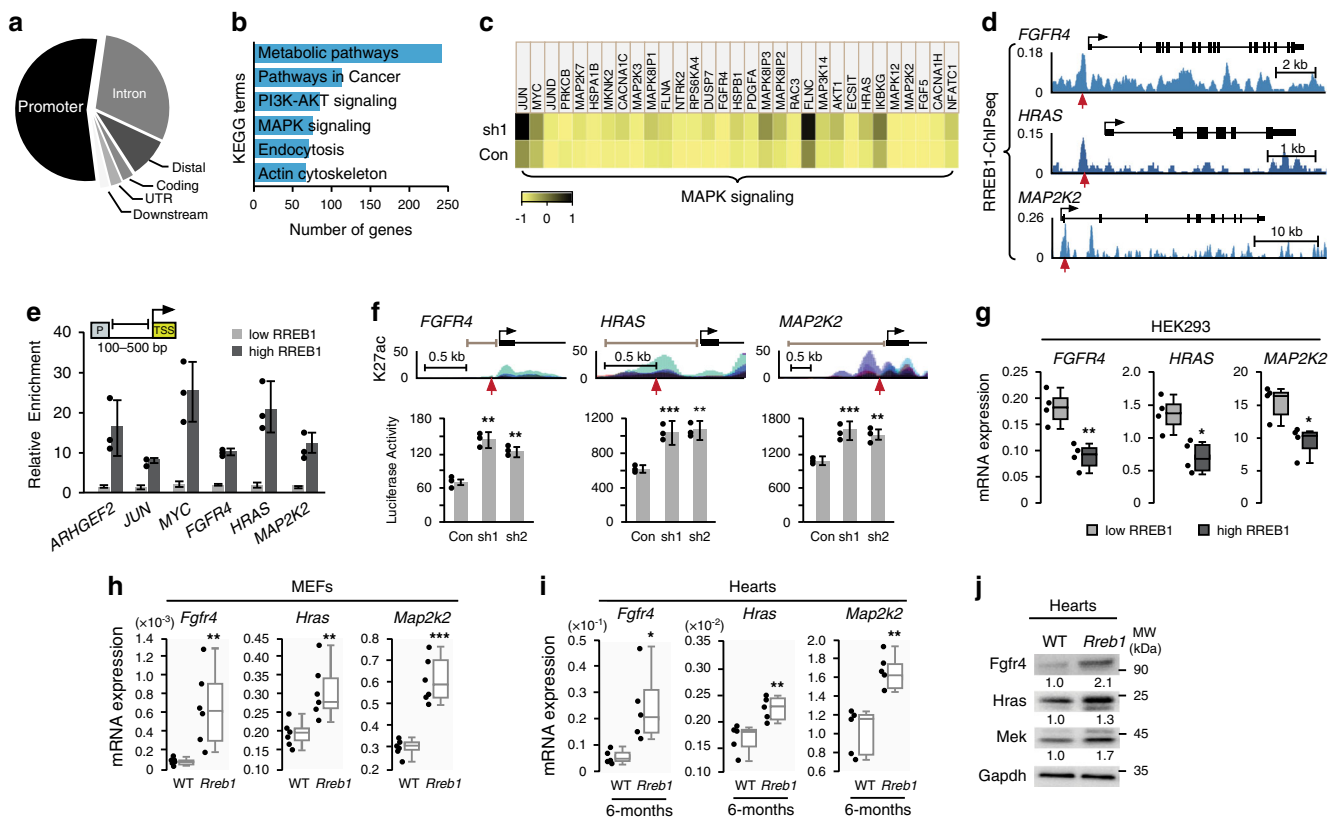 a
Promoter
Intron
Distal
Coding
UTR
Downstream
b
KEGG terms
Metabolic pathways
Pathways in Cancer
PI3K-AKT signaling
MAPK signaling
Endocytosis
Actin cytoskeleton
0 50 100 150 200 250
Number of genes
c
JUN
MYC
JUND
PRKCB
MAP2K7
HSPA1B
MKNK2
CACNA1C
MAP2K3
MAPK8IP1
FLNA
NTRK2
RPS6KA4
DUSP7
FGFR4
HSPB1
PDGFA
MAPK8IP3
MAPK8IP2
RAC3
FLNC
MAP3K14
AKT1
ECSIT
HRAS
IKBKG
MAPK12
MAP2K2
FGF5
CACNA1H
NFATC1
sh1
Con
MAPK signaling
-1 0 1
d
RREB1-ChIPseq
FGFR4
0.18
2 kb
0
HRAS
0.15
1 kb
0
MAP2K2
0.26
10 kb
0
e
P
TSS
100–500 bp
low RREB1
high RREB1
Relative Enrichment
40
30
20
10
0
ARHGEF2
JUN
MYC
FGFR4
HRAS
MAP2K2
f
K27ac
FGFR4
50
0.5 kb
0
HRAS
50
0.5 kb
0
MAP2K2
50
0.5 kb
0
Luciferase Activity
180
150
120
90
60
30
0
**
**
Con sh1 sh2
1200
900
600
300
0
***
**
Con sh1 sh2
1800
1500
1200
900
600
300
0
***
**
Con sh1 sh2
g
HEK293
mRNA expression
FGFR4
0.25
0.20
0.15
0.10
0.05
0.00
**
HRAS
2.0
1.5
1.0
0.5
0.0
*
MAP2K2
20
15
10
5
0
*
low RREB1
high RREB1
h
MEFs
mRNA expression
Fgfr4
(×10-3)
1.4
1.2
1.0
0.8
0.6
0.4
0.2
0
**
WT Rreb1
Hras
0.45
0.40
0.35
0.30
0.25
0.20
0.15
0.10
**
WT Rreb1
Map2k2
0.8
0.7
0.6
0.5
0.4
0.3
0.2
***
WT Rreb1
i
Hearts
mRNA expression
Fgfr4
(×10-1)
0.5
0.4
0.3
0.2
0.1
0
*
WT Rreb1
6-months
Hras
(×10-2)
0.35
0.30
0.25
0.20
0.15
0.10
**
WT Rreb1
6-months
Map2k2
2.0
1.8
1.6
1.4
1.2
1.0
0.8
0.6
**
WT Rreb1
6-months
j
Hearts
WT Rreb1
MW
(kDa)
Fgfr4
90
1.0 2.1
Hras
25
1.0 1.3
Mek
45
1.0 1.7
Gapdh
35